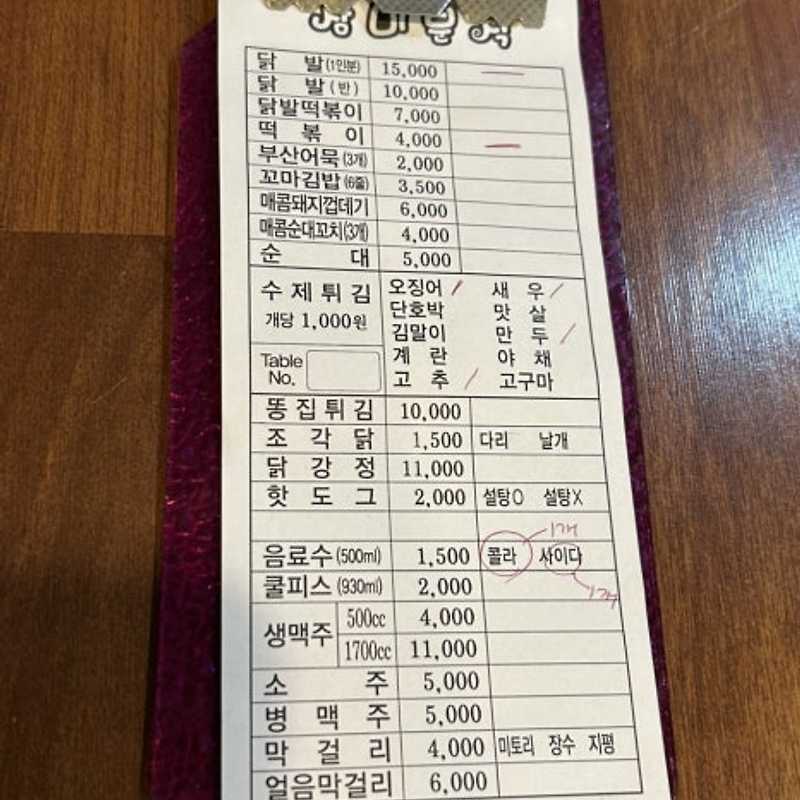 닭 발(1인분) 15,000
닭 발(반) 10,000
닭발떡볶이 7,000
떡 볶 이 4,000
부산어묵(3개) 2,000
꼬마김밥(6줄) 3,500
매콤돼지껍데기 6,000
매콤순대꼬치(3개) 4,000
순 대 5,000
수제튀김
개당 1,000원
오징어 새 우
단호박 맛 살
김말이 만 두
계 란 야 채
고 추 고구마
Table
No.
똥집튀김 10,000
조 각 닭 1,500 다리 날개
닭 강 정 11,000
핫 도 그 2,000 설탕O 설탕X
1개
음료수(500ml) 1,500 콜라 사이다
1개
쿨피스(930ml) 2,000
생맥주 500cc 4,000
1700cc 11,000
소 주 5,000
병 맥 주 5,000
막 걸 리 4,000 미토리 장수 지평
얼음막걸리 6,000